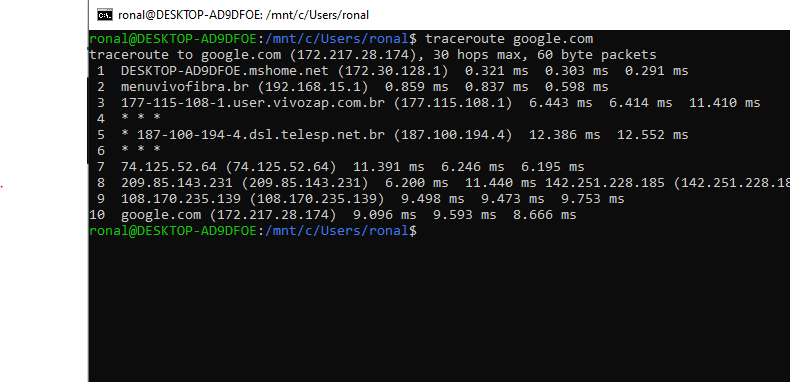 ronal@DESKTOP-AD9DFOE: /mnt/c/Users/ronal
ronal@DESKTOP-AD9DFOE:/mnt/c/Users/ronal$ traceroute google.com
traceroute to google.com (172.217.28.174), 30 hops max, 60 byte packets
1 DESKTOP-AD9DFOE.mshome.net (172.30.128.1) 0.321 ms 0.303 ms 0.291 ms
2 menuvivofibra.br (192.168.15.1) 0.859 ms 0.837 ms 0.598 ms
3 177-115-108-1.user.vivozap.com.br (177.115.108.1) 6.443 ms 6.414 ms 11.410 ms
4 * * *
5 * 187-100-194-4.dsl.telesp.net.br (187.100.194.4) 12.386 ms 12.552 ms
6 * * *
7 74.125.52.64 (74.125.52.64) 11.391 ms 6.246 ms 6.195 ms
8 209.85.143.231 (209.85.143.231) 6.200 ms 11.440 ms 142.251.228.185 (142.251.228.18
9 108.170.235.139 (108.170.235.139) 9.498 ms 9.473 ms 9.753 ms
10 google.com (172.217.28.174) 9.096 ms 9.593 ms 8.666 ms
ronal@DESKTOP-AD9DFOE:/mnt/c/Users/ronal$